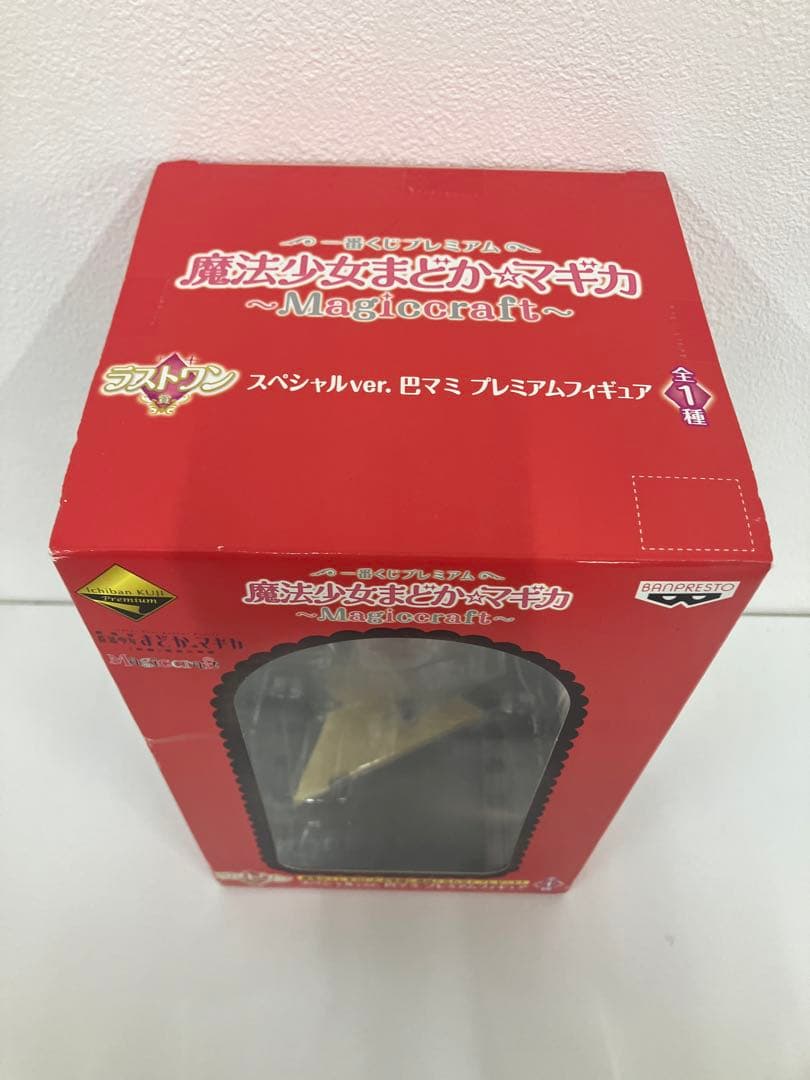 一番くじプレミアム
魔法少女まどか☆マギカ
～Magiccraft～
ラストワン賞 スペシャルver. 巴マミ プレミアムフィギュア 全1種
Ichiban KUJI
Premium
一番くじプレミアム
魔法少女まどか☆マギカ
～Magiccraft～
BANPRESTO
まどか☆マギカ
Magiccraft